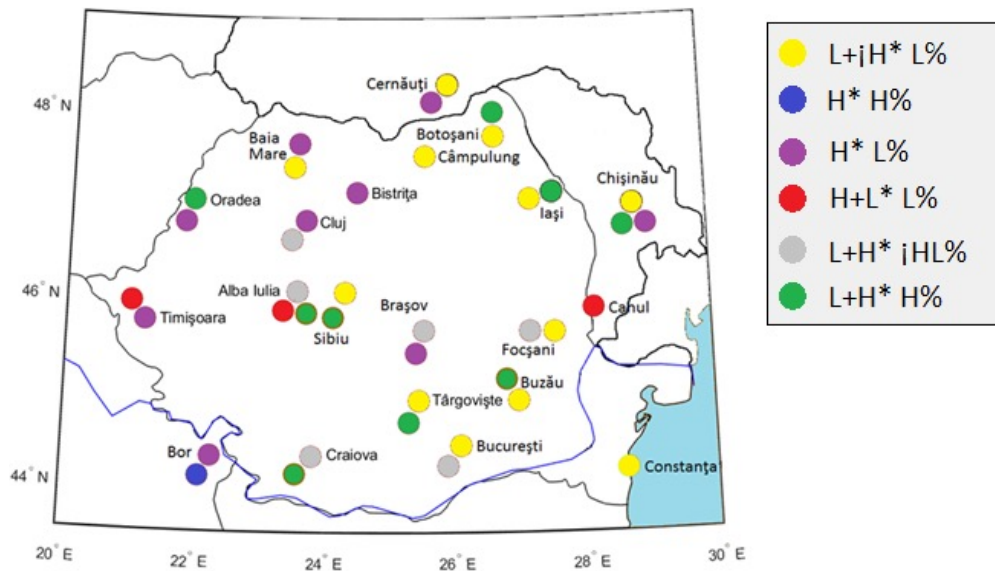 48° N
46° N
44° N
20° E
22° E
24° E
26° E
28° E
30° E
Cernăuți
Botoșani
Câmpulung
Baia
Mare
Bistrița
Oradea
Cluj
Iași
Chișinău
Alba Iulia
Sibiu
Timișoara
Brașov
Focșani
Cahul
Buzău
Târgoviște
București
Bor
Craiova
Constanța
L+¡H* L%
H* H%
H* L%
H+L* L%
L+H* ¡HL%
L+H* H%